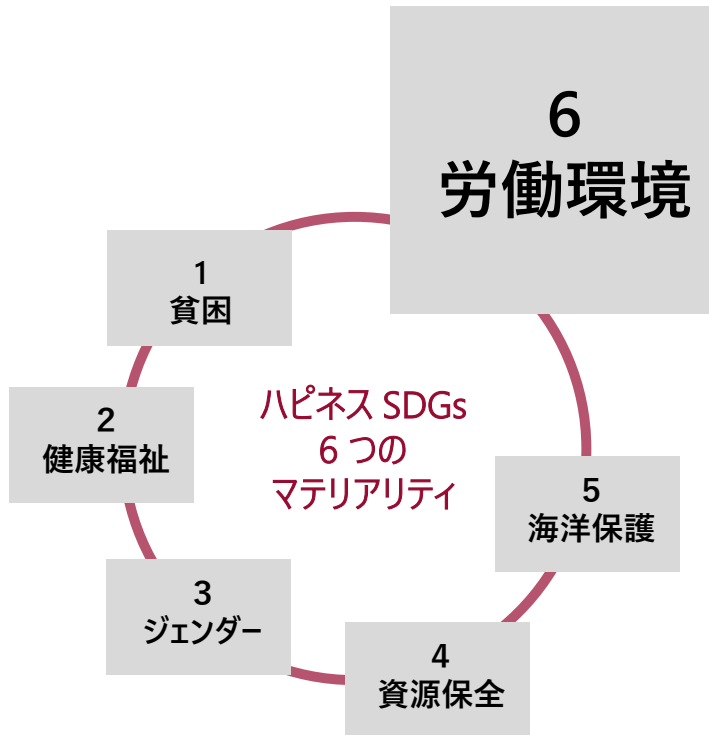 6
労働環境
1
貧困
2
健康福祉
ハピネス SDGs
6 つの
マテリアリティ
5
海洋保護
3
ジェンダー
4
資源保全